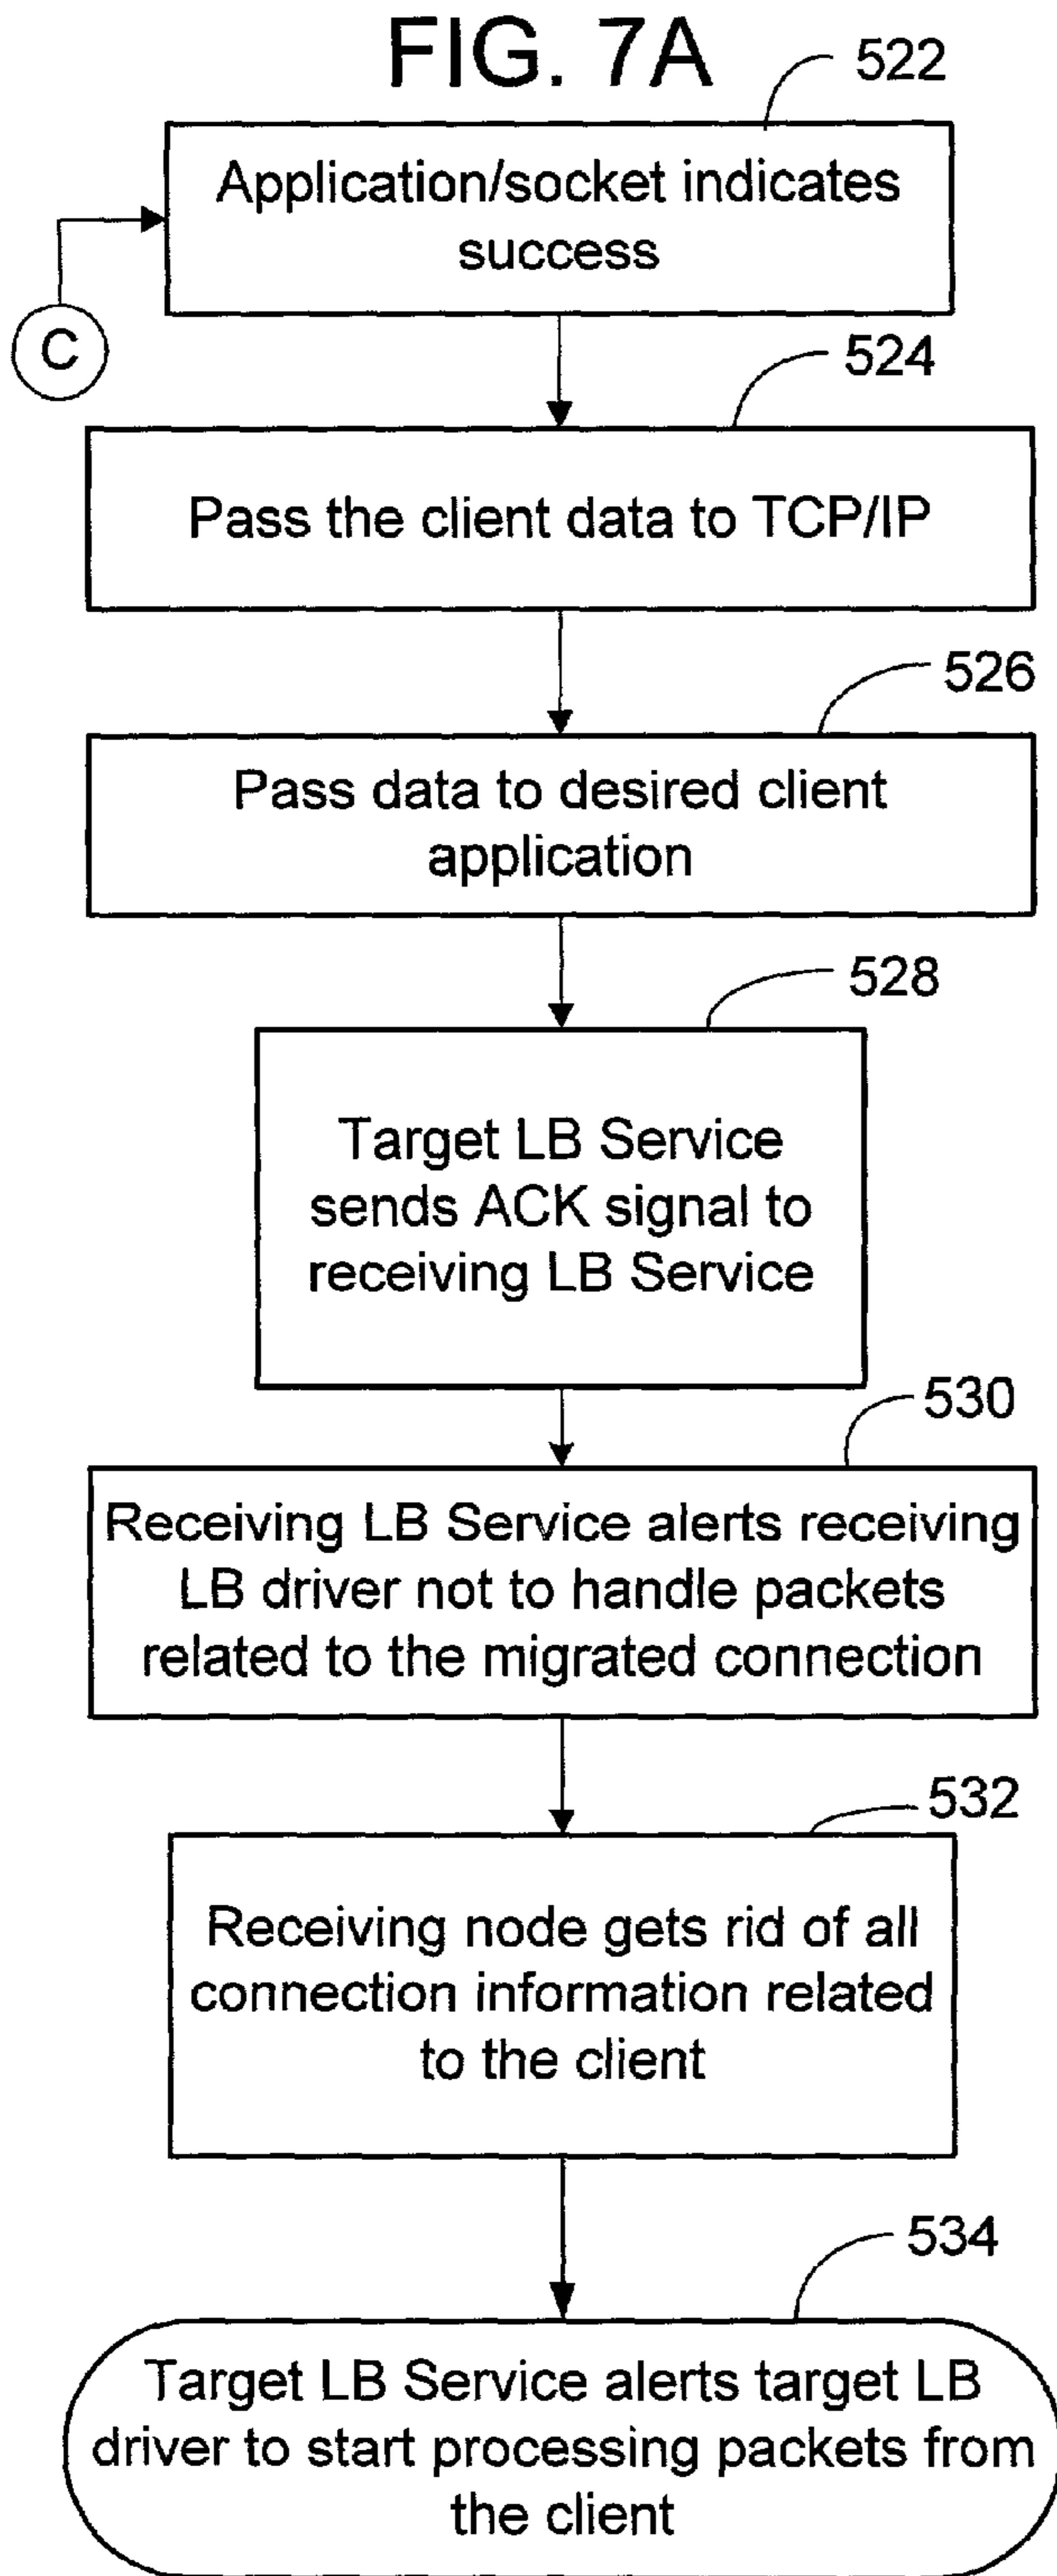 FIG. 7A
522
Application/socket indicates
success
C
524
Pass the client data to TCP/IP
526
Pass data to desired client
application
528
Target LB Service
sends ACK signal to
receiving LB Service
530
Receiving LB Service alerts receiving
LB driver not to handle packets
related to the migrated connection
532
Receiving node gets rid of all
connection information related
to the client
534
Target LB Service alerts target LB
driver to start processing packets from
the client